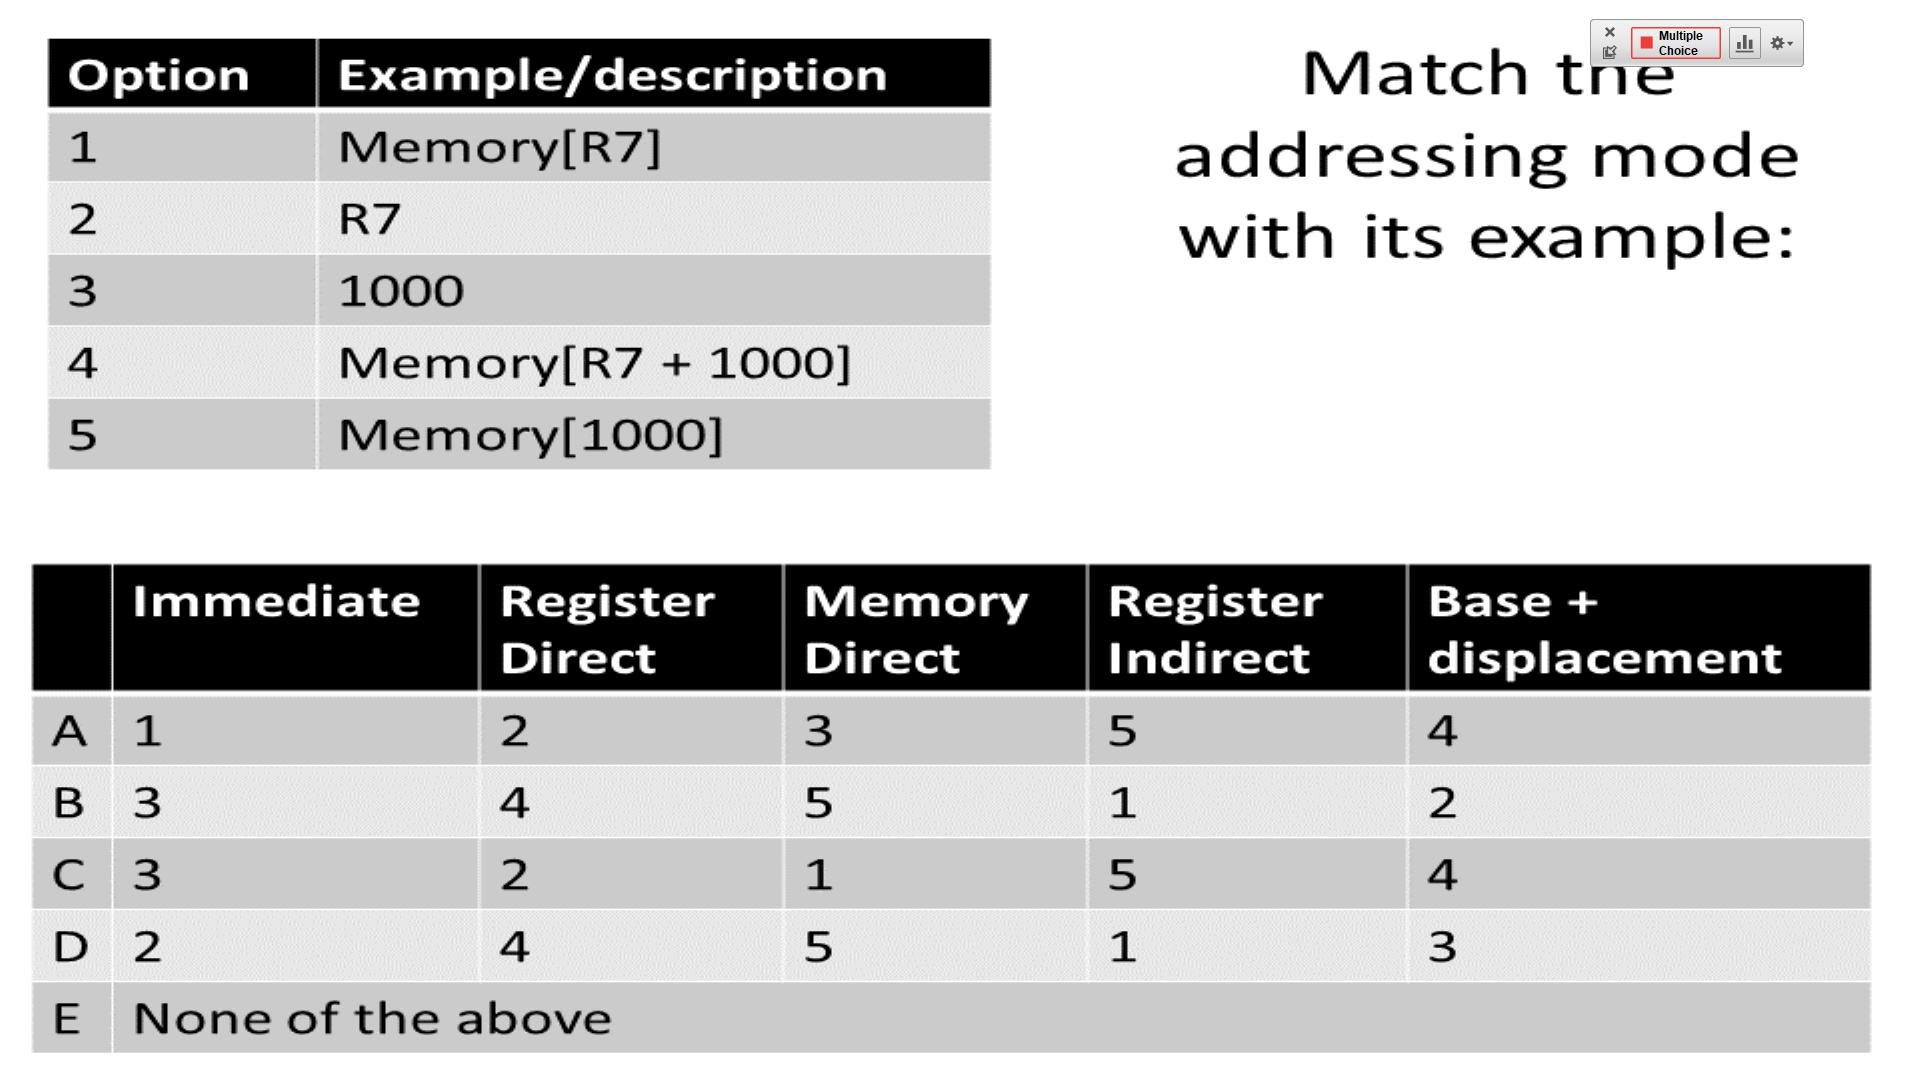 Multiple
Choice
Match the
addressing mode
with its example:
Option Example/description
1 Memory[R7]
2 R7
3 1000
4 Memory[R7 + 1000]
5 Memory[1000]
Immediate Register Direct Memory Direct Register Indirect Base + displacement
A 1 2 3 5 4
B 3 4 5 1 2
C 3 2 1 5 4
D 2 4 5 1 3
E None of the above